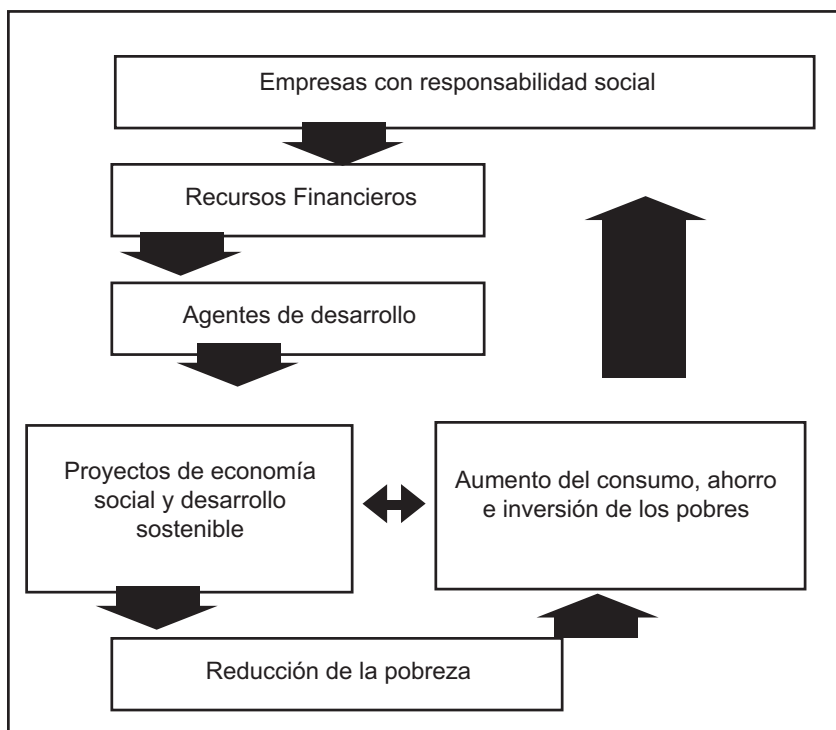 Empresas con responsabilidad social
Recursos Financieros
Agentes de desarrollo
Proyectos de economía
social y desarrollo
sostenible
Aumento del consumo, ahorro
e inversión de los pobres
Reducción de la pobreza